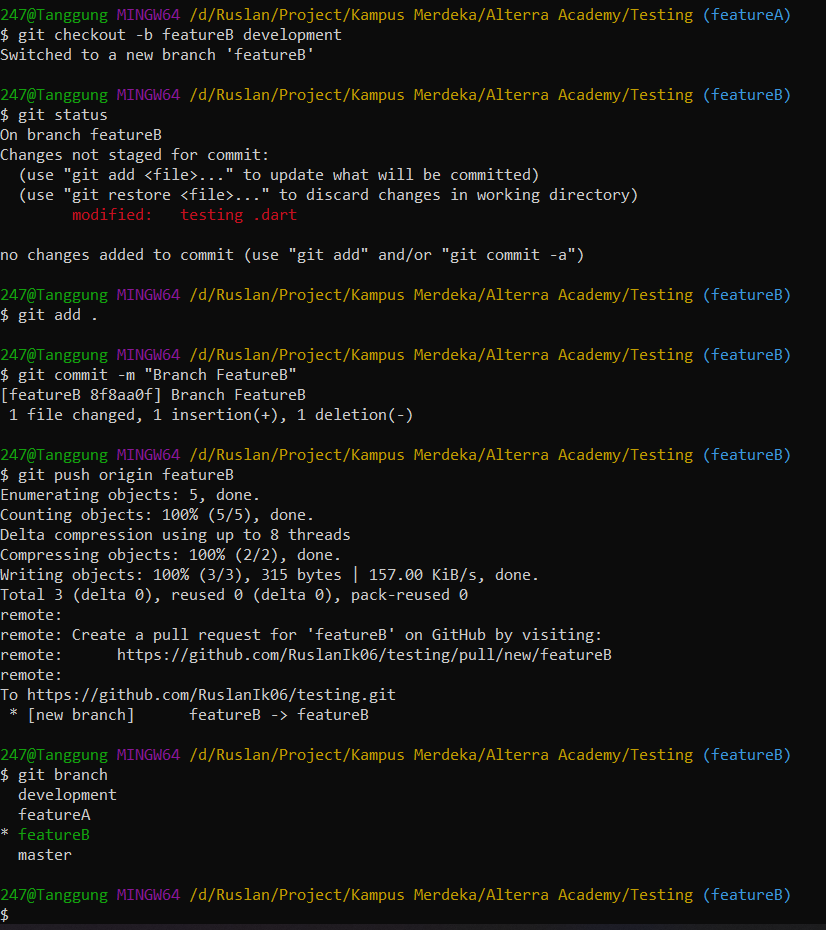 247@Tanggung MINGW64 /d/Ruslan/Project/Kampus Merdeka/Alterra Academy/Testing (featureA)
$ git checkout -b featureB development
Switched to a new branch 'featureB'

247@Tanggung MINGW64 /d/Ruslan/Project/Kampus Merdeka/Alterra Academy/Testing (featureB)
$ git status
On branch featureB
Changes not staged for commit:
  (use "git add <file>..." to update what will be committed)
  (use "git restore <file>..." to discard changes in working directory)
        modified:   testing .dart

no changes added to commit (use "git add" and/or "git commit -a")

247@Tanggung MINGW64 /d/Ruslan/Project/Kampus Merdeka/Alterra Academy/Testing (featureB)
$ git add .

247@Tanggung MINGW64 /d/Ruslan/Project/Kampus Merdeka/Alterra Academy/Testing (featureB)
$ git commit -m "Branch FeatureB"
[featureB 8f8aa0f] Branch FeatureB
 1 file changed, 1 insertion(+), 1 deletion(-)

247@Tanggung MINGW64 /d/Ruslan/Project/Kampus Merdeka/Alterra Academy/Testing (featureB)
$ git push origin featureB
Enumerating objects: 5, done.
Counting objects: 100% (5/5), done.
Delta compression using up to 8 threads
Compressing objects: 100% (2/2), done.
Writing objects: 100% (3/3), 315 bytes | 157.00 KiB/s, done.
Total 3 (delta 0), reused 0 (delta 0), pack-reused 0
remote:
remote: Create a pull request for 'featureB' on GitHub by visiting:
remote:      https://github.com/RuslanIk06/testing/pull/new/featureB
remote:
To https://github.com/RuslanIk06/testing.git
 * [new branch]      featureB -> featureB

247@Tanggung MINGW64 /d/Ruslan/Project/Kampus Merdeka/Alterra Academy/Testing (featureB)
$ git branch
  development
  featureA
* featureB
  master

247@Tanggung MINGW64 /d/Ruslan/Project/Kampus Merdeka/Alterra Academy/Testing (featureB)
$